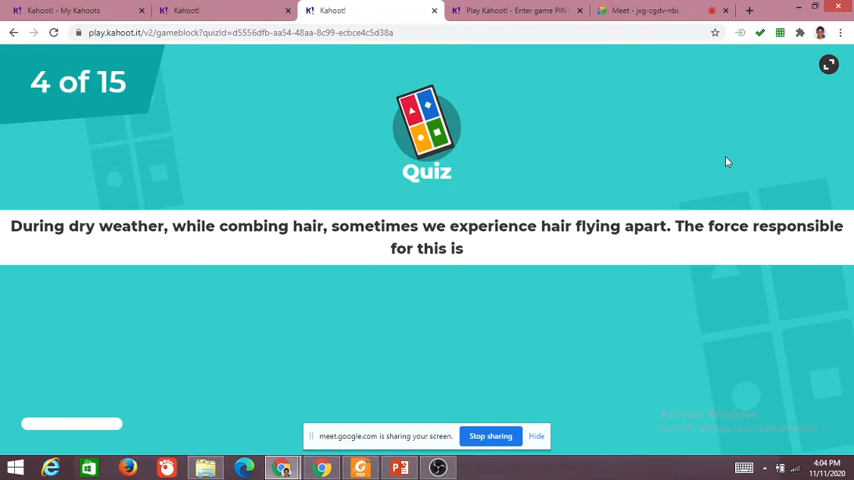 Kahoot! - My Kahoots
Kahoot!
Kahoot!
Play Kahoot! - Enter game PIN
Meet - jxg-cgdv-nbi
play.kahoot.it/v2/gameblock?quizId=d5556dfb-aa54-48aa-8c99-ecbce4c5d38a
4 of 15
Quiz
During dry weather, while combing hair, sometimes we experience hair flying apart. The force responsible
for this is
Activate Windows
meet.google.com is sharing your screen.
Stop sharing
Hide
4:04 PM
11/11/2020